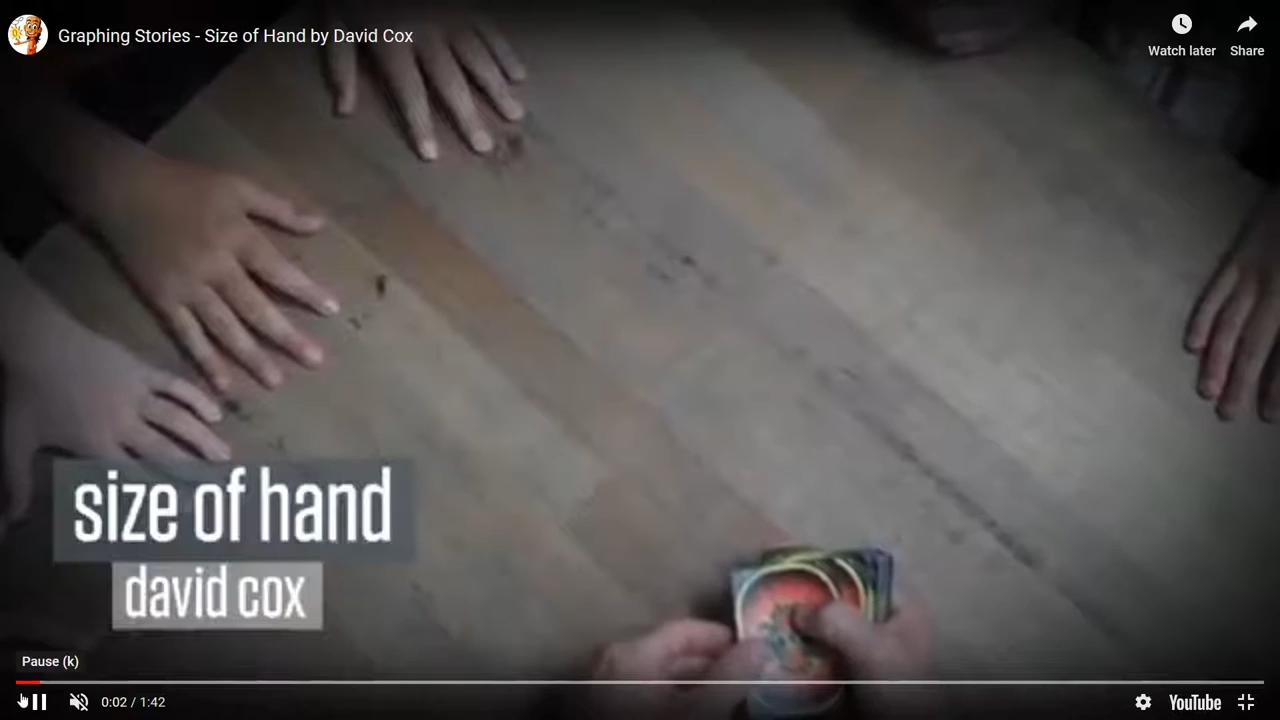 Graphing Stories - Size of Hand by David Cox
Watch later
Share
size of hand
david cox
Pause (k)
0:02 / 1:42
YouTube